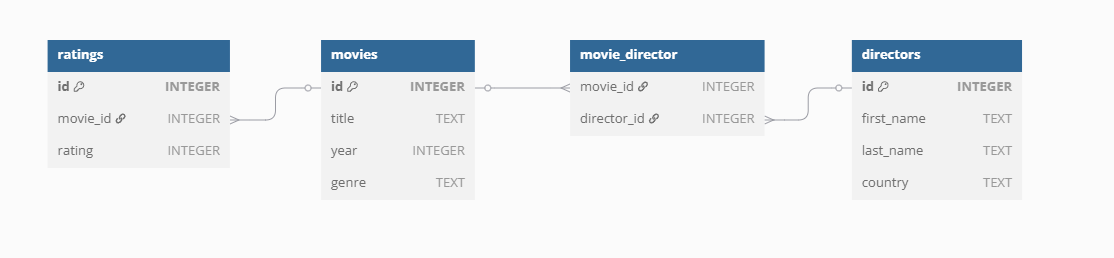 ratings
id INTEGER
movie_id INTEGER
rating INTEGER
movies
id INTEGER
title TEXT
year INTEGER
genre TEXT
movie_director
movie_id INTEGER
director_id INTEGER
directors
id INTEGER
first_name TEXT
last_name TEXT
country TEXT